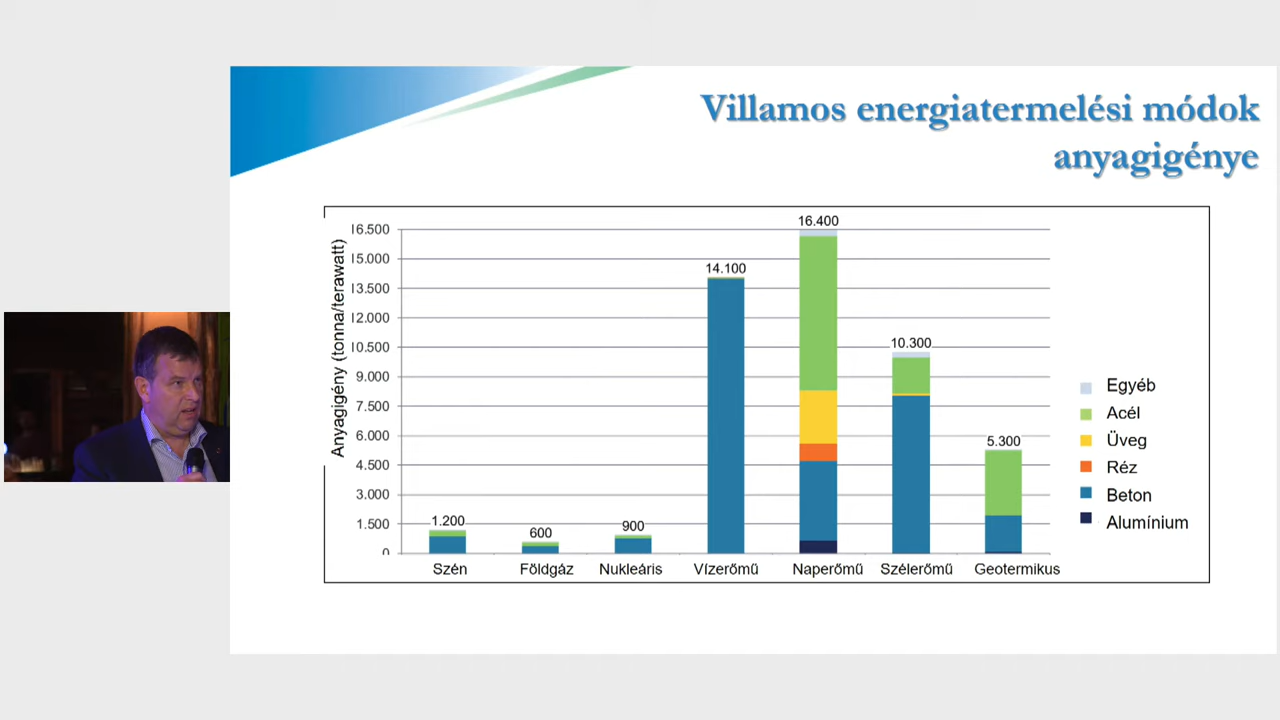 Villamos energiatermelési módok
anyagigénye
Anyagigény (tonna/terawatt)
16.500
15.000
13.500
12.000
10.500
9.000
7.500
6.000
4.500
3.000
1.500
0
1.200
600
900
14.100
16.400
10.300
5.300
Szén
Földgáz
Nukleáris
Vízerőmű
Naperőmű
Szélerőmű
Geotermikus
Egyéb
Acél
Üveg
Réz
Beton
Alumínium